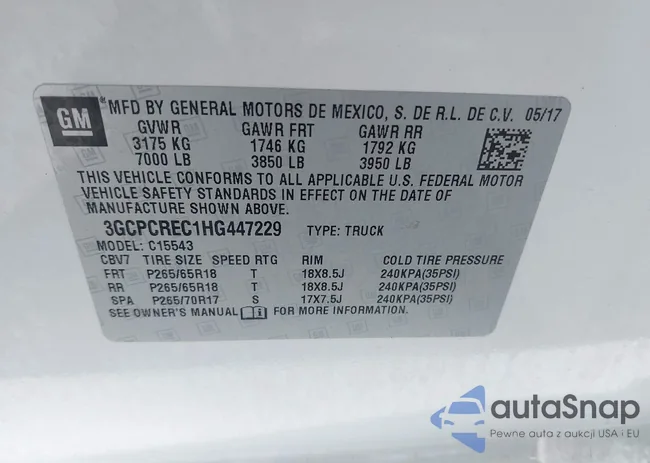 GM
MFD BY GENERAL MOTORS DE MEXICO, S. DE R.L. DE C.V. 05/17
GVWR GAWR FRT GAWR RR
3175 KG 1746 KG 1792 KG
7000 LB 3850 LB 3950 LB
THIS VEHICLE CONFORMS TO ALL APPLICABLE U.S. FEDERAL MOTOR
VEHICLE SAFETY STANDARDS IN EFFECT ON THE DATE OF
MANUFACTURE SHOWN ABOVE.
3GCPCREC1HG447229 TYPE: TRUCK
MODEL: C15543
CBV7 TIRE SIZE SPEED RTG RIM COLD TIRE PRESSURE
FRT P265/65R18 T 18X8.5J 240KPA(35PSI)
RR P265/65R18 T 18X8.5J 240KPA(35PSI)
SPA P265/70R17 S 17X7.5J 240KPA(35PSI)
SEE OWNER'S MANUAL FOR MORE INFORMATION.
autaSnap
Pewne auta z aukcji USA i EU